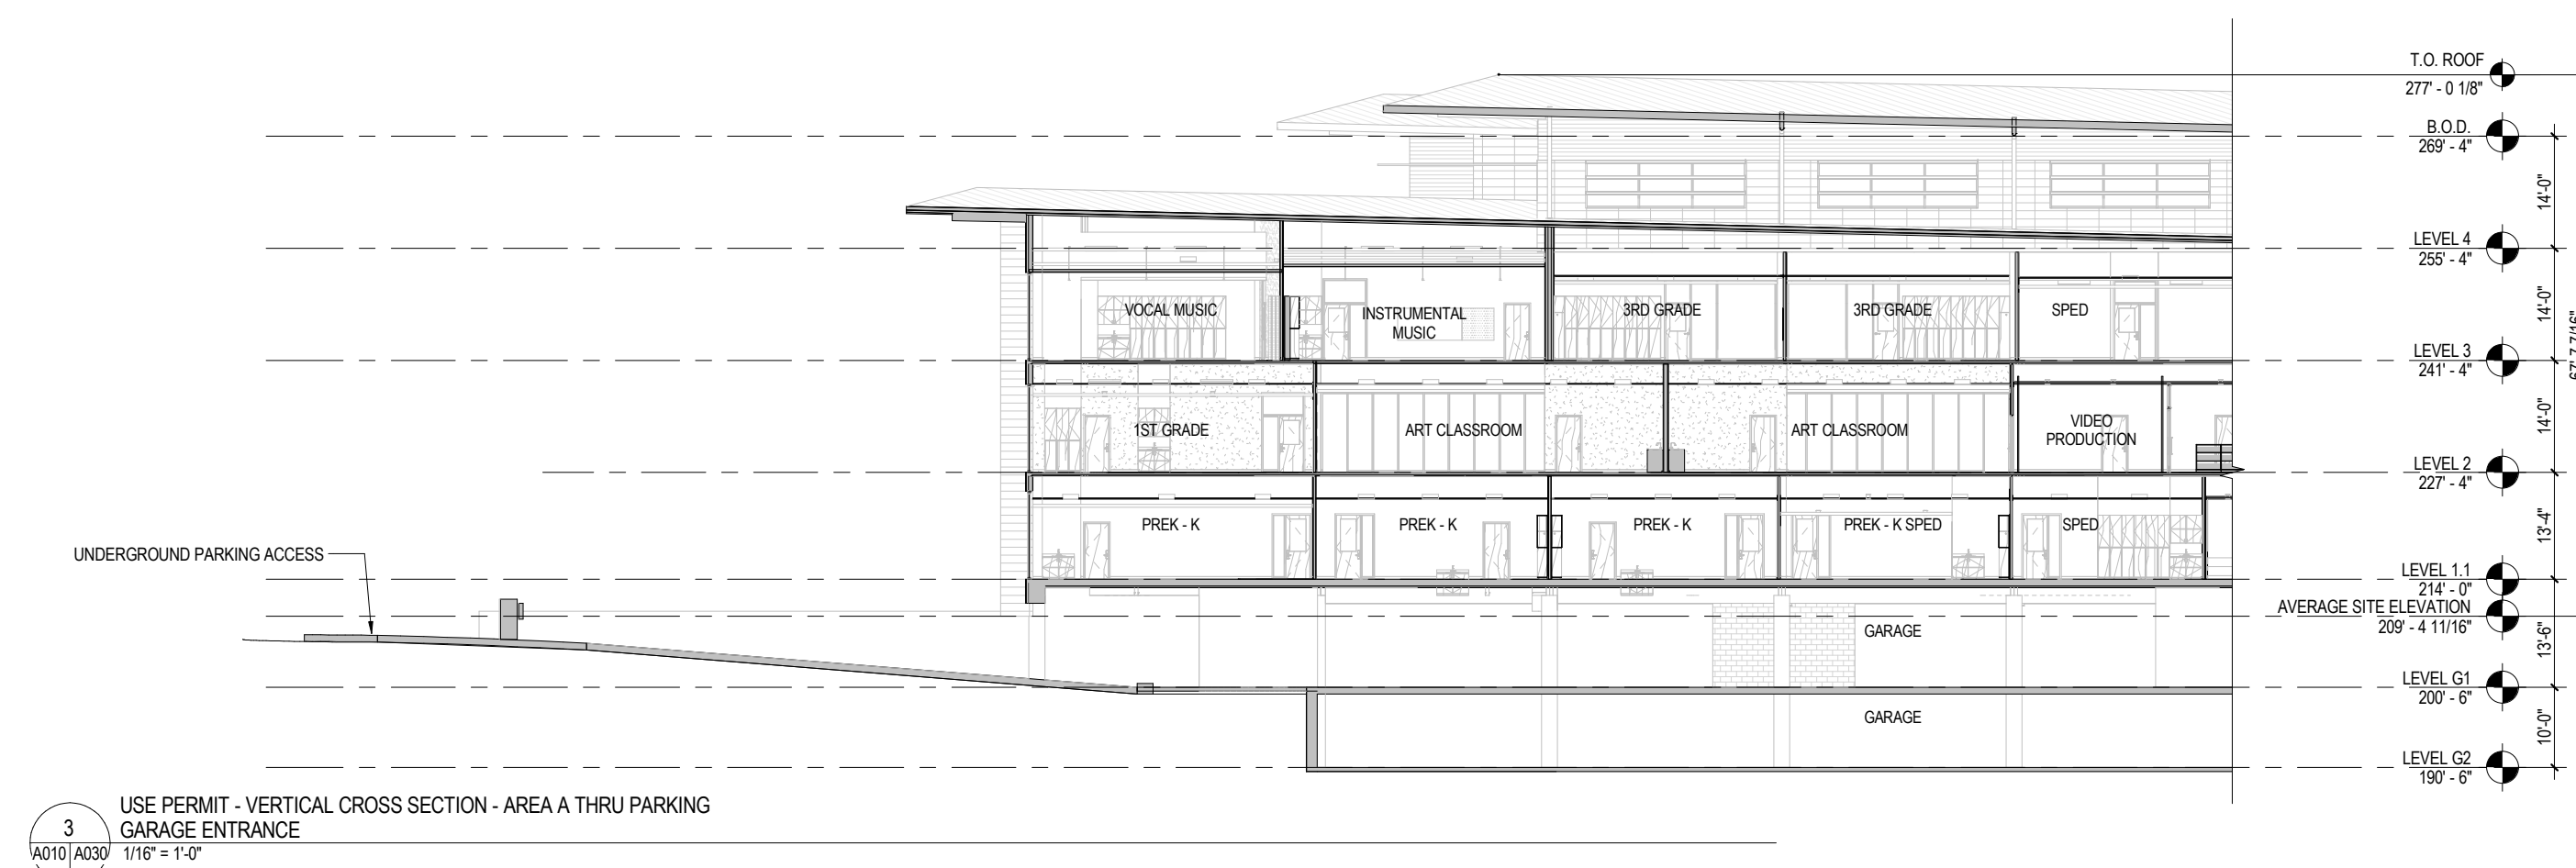 T.O. ROOF
277' - 0 1/8"
B.O.D.
269' - 4"
14'-0"
LEVEL 4
255' - 4"
14'-0"
67' 7 7/16"
LEVEL 3
241' - 4"
14'-0"
LEVEL 2
227' - 4"
13'-4"
LEVEL 1.1
214' - 0"
AVERAGE SITE ELEVATION
209' - 4 11/16"
13'-6"
LEVEL G1
200' - 6"
10'-0"
LEVEL G2
190' - 6"
VOCAL MUSIC
INSTRUMENTAL
MUSIC
3RD GRADE
3RD GRADE
SPED
1ST GRADE
ART CLASSROOM
ART CLASSROOM
VIDEO
PRODUCTION
PREK - K
PREK - K
PREK - K
PREK - K SPED
SPED
UNDERGROUND PARKING ACCESS
GARAGE
GARAGE
3
A010 A030
USE PERMIT - VERTICAL CROSS SECTION - AREA A THRU PARKING
GARAGE ENTRANCE
1/16" = 1'-0"